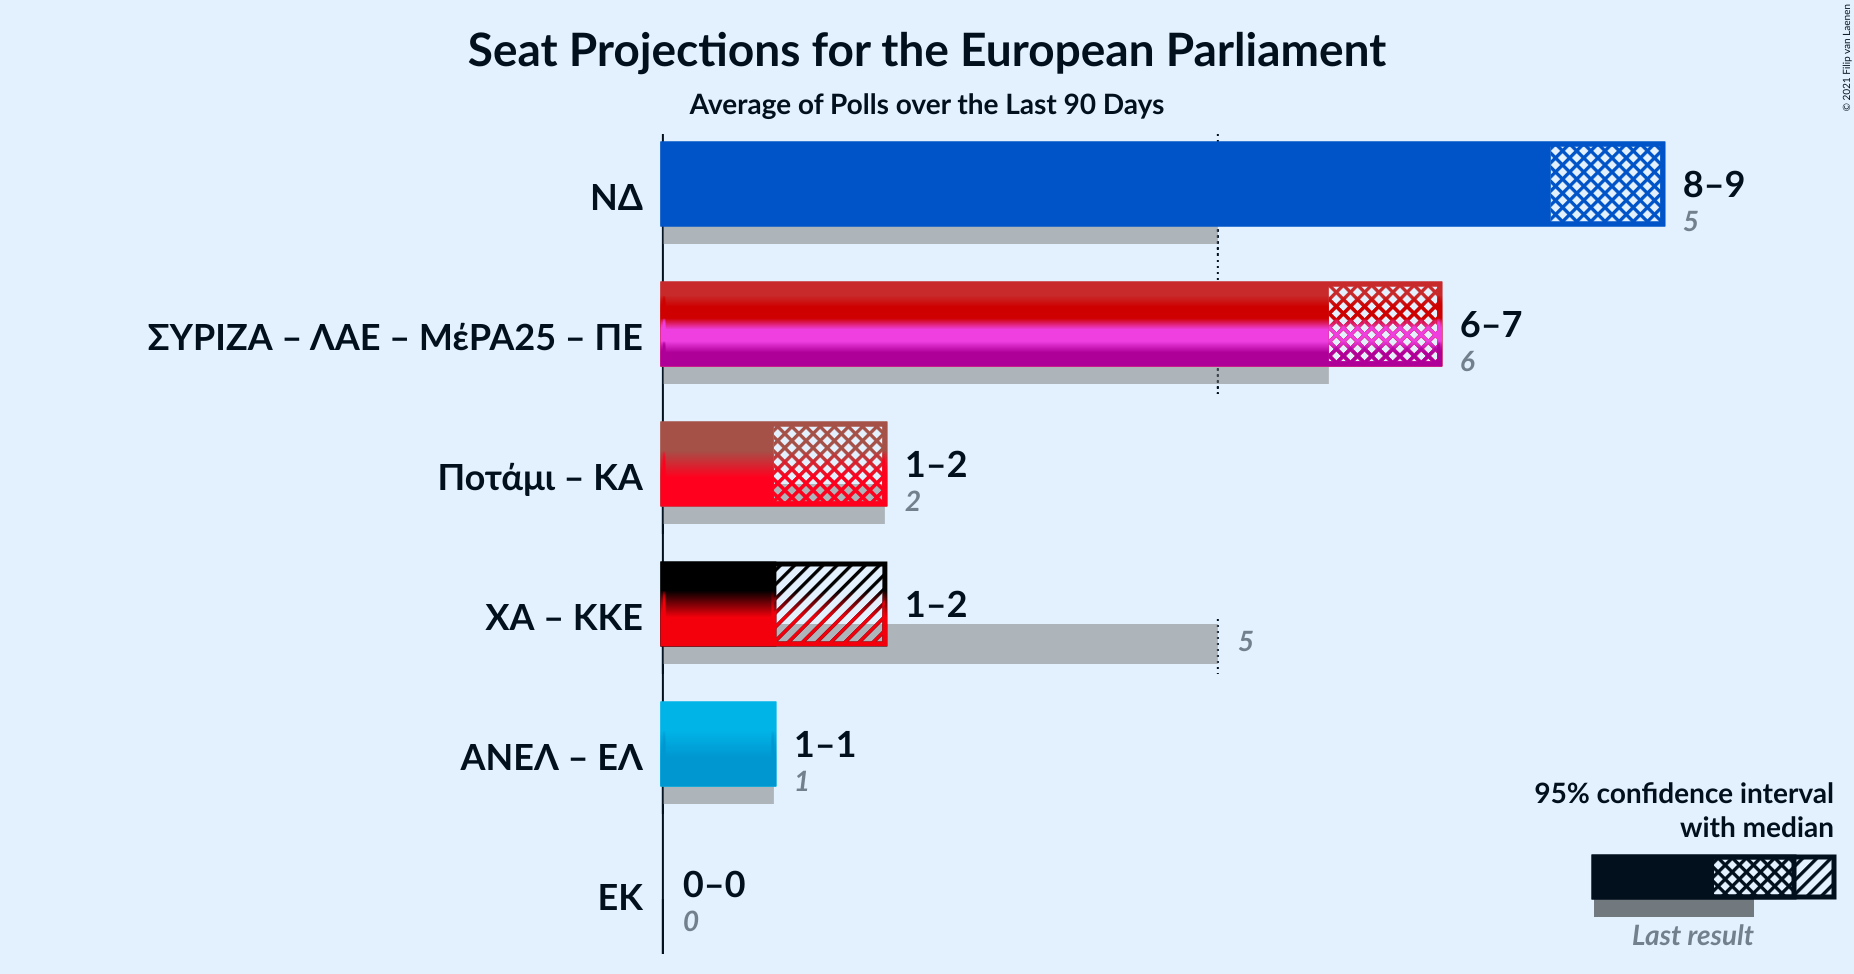 Seat Projections for the European Parliament
Average of Polls over the Last 90 Days
© 2021 Filip van Laenen
ΝΔ
8–9
5
ΣΥΡΙΖΑ – ΛΑΕ – ΜέΡΑ25 – ΠΕ
6–7
6
Ποτάμι – ΚΑ
1–2
2
ΧΑ – ΚΚΕ
1–2
5
ΑΝΕΛ – ΕΛ
1–1
1
ΕΚ
0–0
0
95% confidence interval
with median
Last result